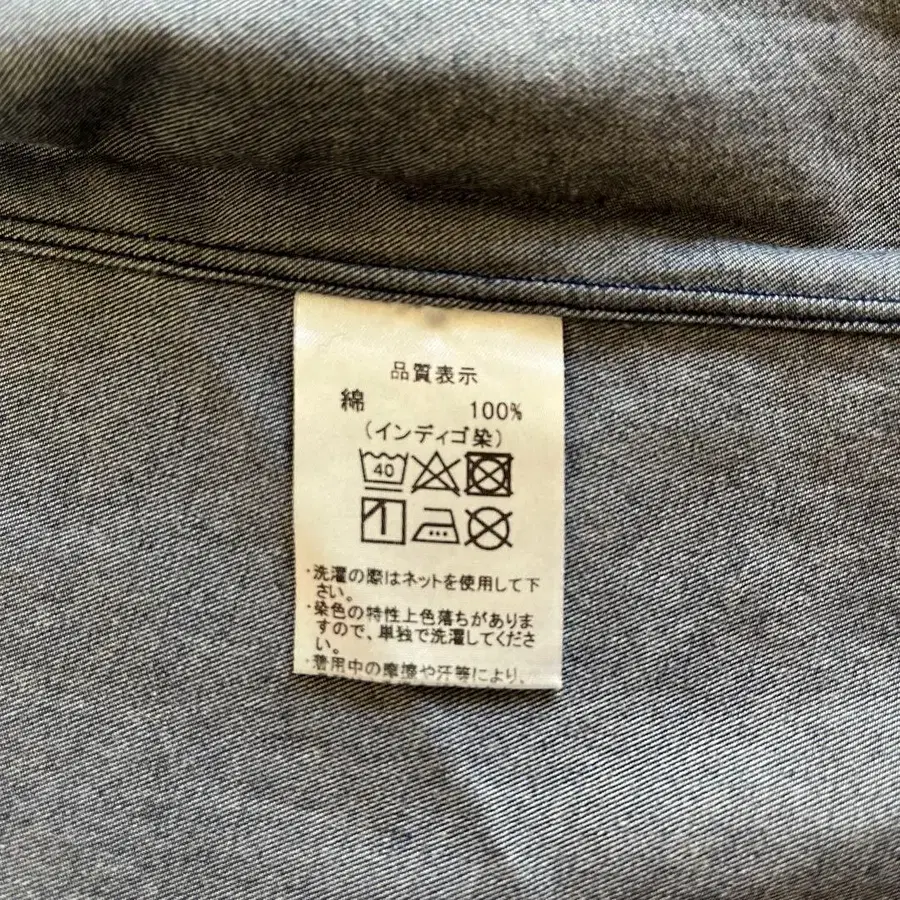 品質表示
綿 100%
(インディゴ染)
40
・洗濯の際はネットを使用して下
さい。
・染色の特性上色落ちがありま
すので、単独で洗濯してくださ
い。
・着用中の摩擦や汗等により、